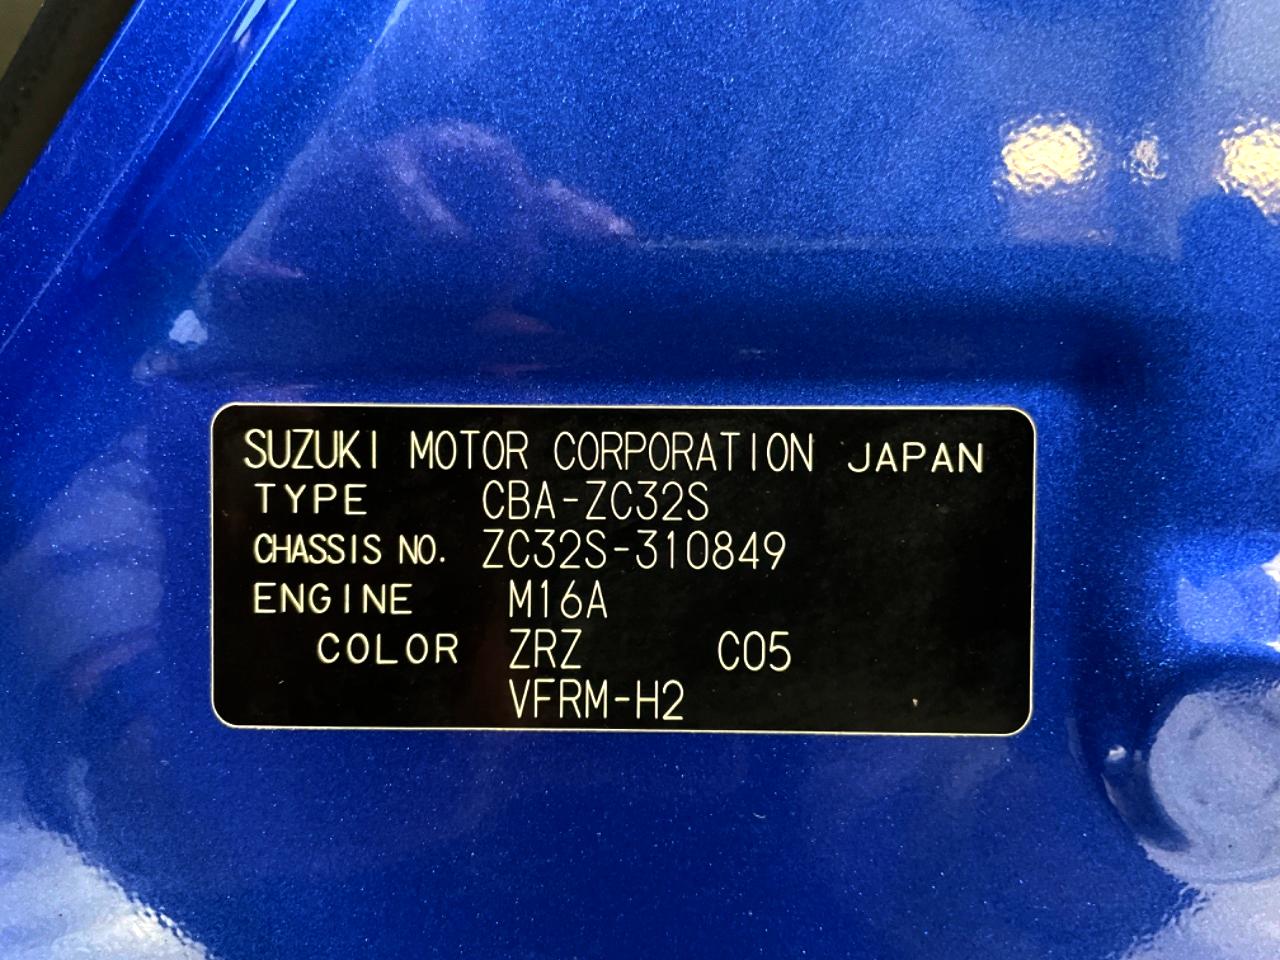 SUZUKI MOTOR CORPORATION JAPAN
TYPE CBA-ZC32S
CHASSIS NO. ZC32S-310849
ENGINE M16A
COLOR ZRZ C05
VFRM-H2